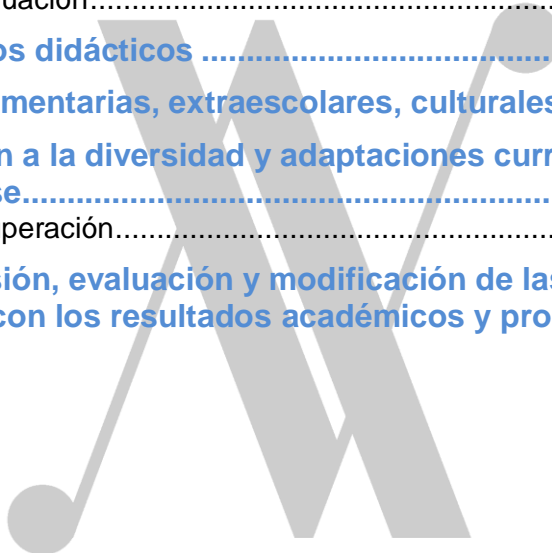 uación..........................................................
os didácticos ..........................................
mentarias, extraescolares, culturales
n a la diversidad y adaptaciones curr
se................................................................
peración.......................................................
sión, evaluación y modificación de las
con los resultados académicos y pro